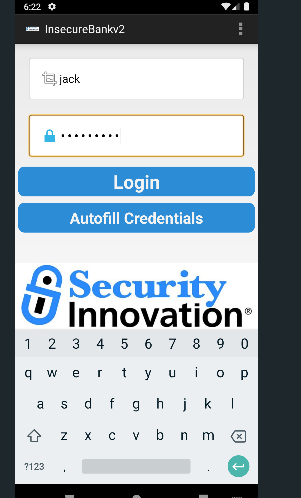 6:22
InsecureBankv2
jack
•••••••••
Login
Autofill Credentials
Security
Innovation®
1 2 3 4 5 6 7 8 9 0
q w e r t y u i o p
a s d f g h j k l
z x c v b n m
?123 , .